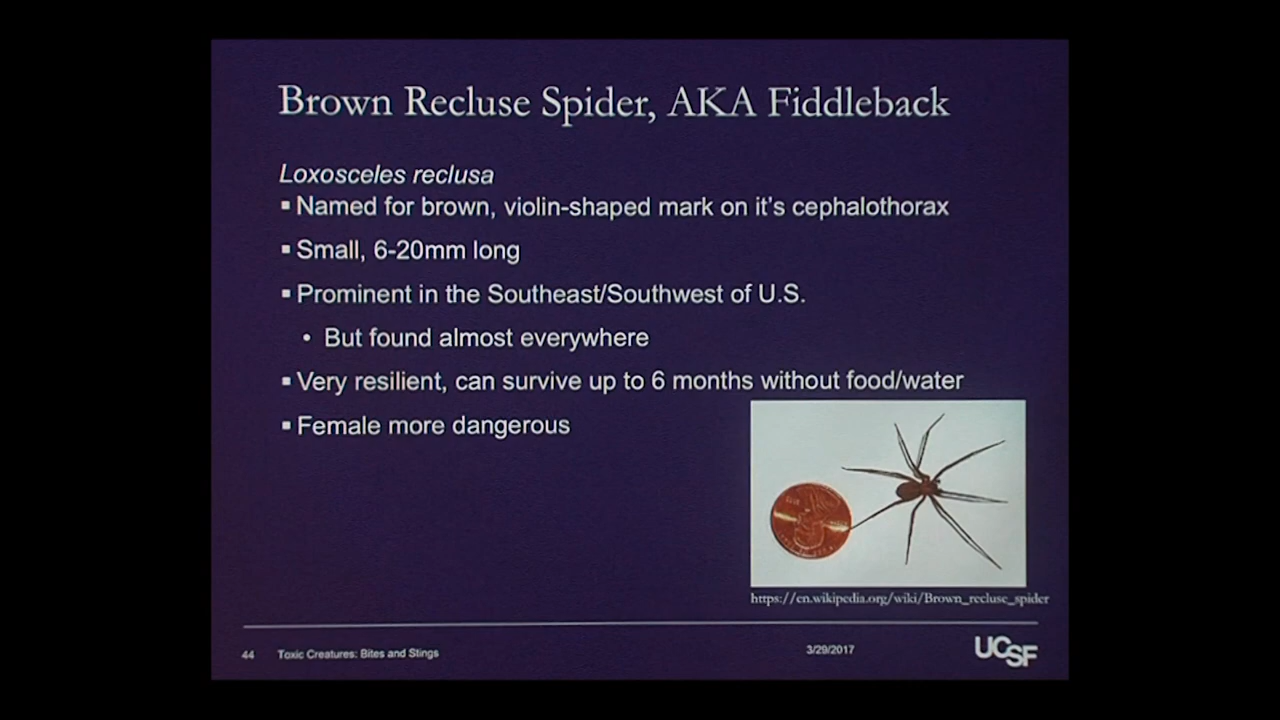 Brown Recluse Spider, AKA Fiddleback
Loxosceles reclusa
▪ Named for brown, violin-shaped mark on it's cephalothorax
▪ Small, 6-20mm long
▪ Prominent in the Southeast/Southwest of U.S.
• But found almost everywhere
▪ Very resilient, can survive up to 6 months without food/water
▪ Female more dangerous
https://en.wikipedia.org/wiki/Brown_recluse_spider
44 Toxic Creatures: Bites and Stings 3/29/2017 UCSF